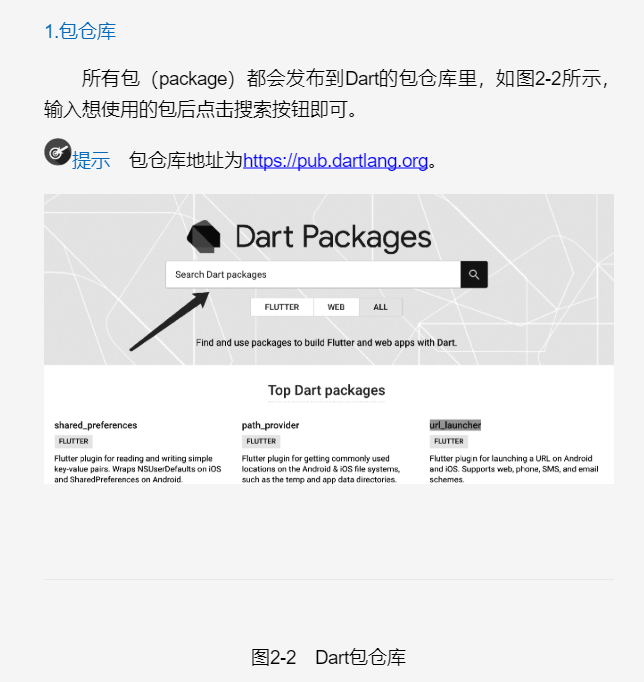 1.包仓库
所有包（package）都会发布到Dart的包仓库里，如图2-2所示，
输入想使用的包后点击搜索按钮即可。
提示 包仓库地址为https://pub.dartlang.org。
Dart Packages
Search Dart packages
FLUTTER WEB ALL
Find and use packages to build Flutter and web apps with Dart.
Top Dart packages
shared_preferences
FLUTTER
Flutter plugin for reading and writing simple
key-value pairs. Wraps NSUserDefaults on iOS
and SharedPreferences on Android.
path_provider
FLUTTER
Flutter plugin for getting commonly used
locations on the Android & iOS file systems,
such as the temp and app data directories.
url_launcher
FLUTTER
Flutter plugin for launching a URL on Android
and iOS. Supports web, phone, SMS, and email
schemes.
图2-2 Dart包仓库